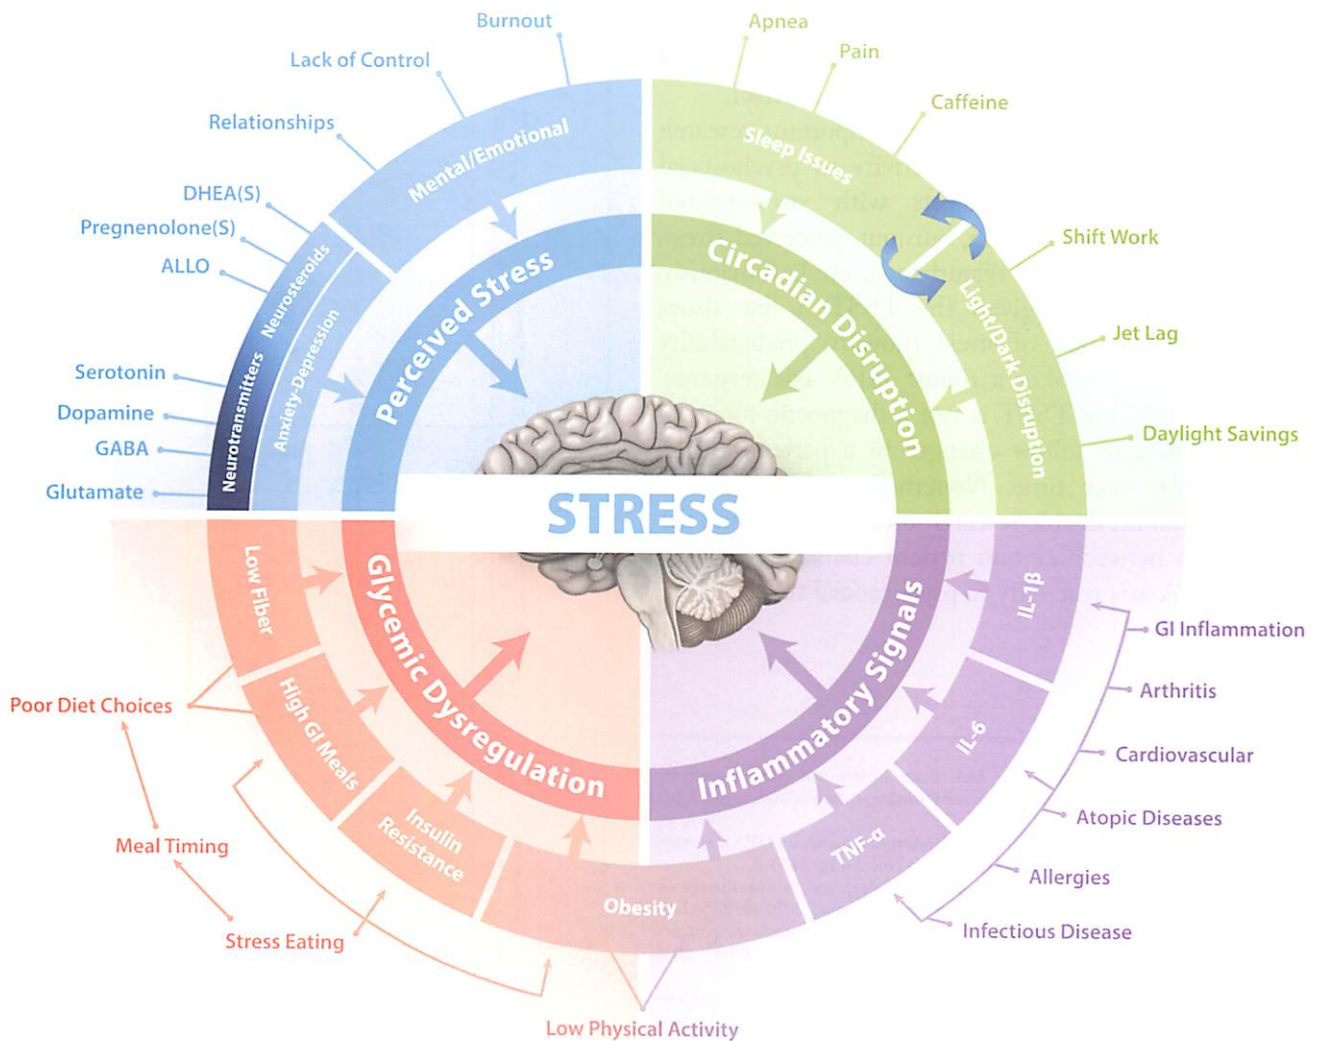 Burnout
Lack of Control
Relationships
DHEA(S)
Pregnenolone(S)
ALLO
Serotonin
Dopamine
GABA
Glutamate
Mental/Emotional
Neurosteroids
Neurotransmitters
Anxiety-Depression
Perceived Stress
Apnea
Pain
Caffeine
Shift Work
Jet Lag
Daylight Savings
Sleep Issues
Light/Dark Disruption
Circadian Disruption
STRESS
Low Fiber
High GI Meals
Insulin
Resistance
Obesity
Glycemic Dysregulation
Poor Diet Choices
Meal Timing
Stress Eating
Low Physical Activity
Inflammatory Signals
IL-1β
IL-6
TNF-α
GI Inflammation
Arthritis
Cardiovascular
Atopic Diseases
Allergies
Infectious Disease